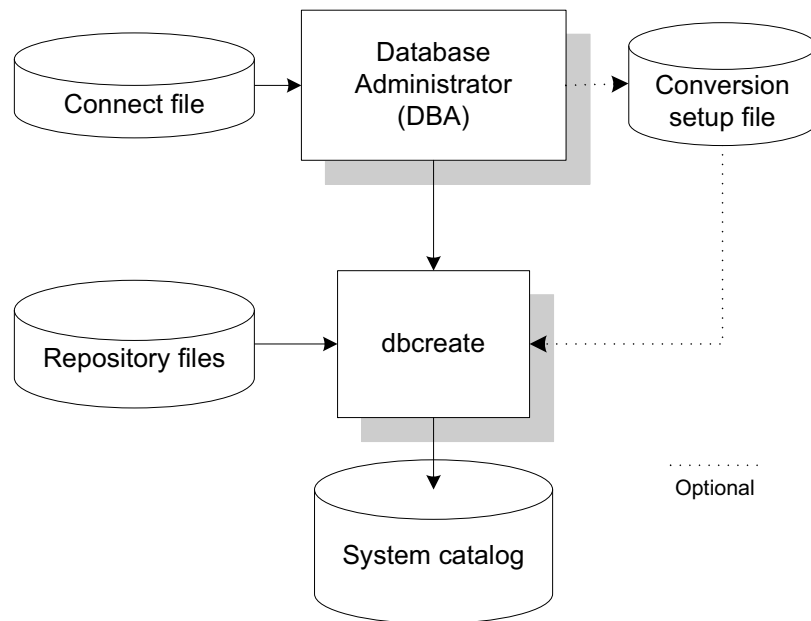 Connect file
Database
Administrator
(DBA)
Conversion
setup file
Repository files
dbcreate
Optional
System catalog